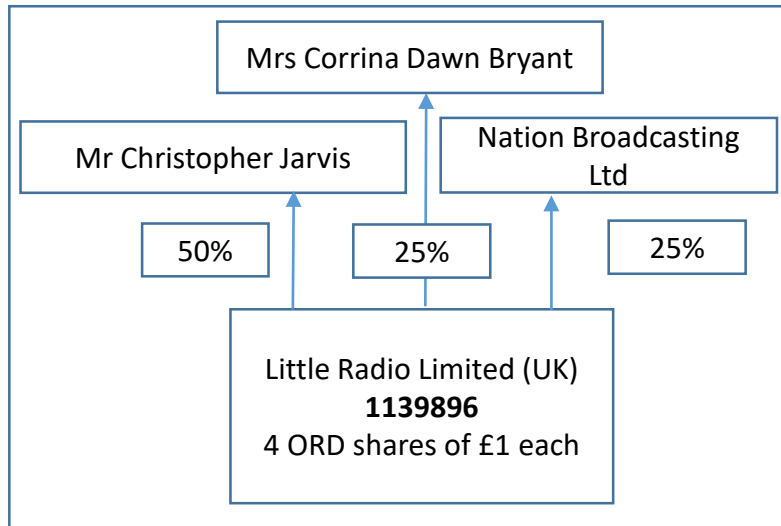 Mrs Corrina Dawn Bryant
Mr Christopher Jarvis
Nation Broadcasting
Ltd
50%
25%
25%
Little Radio Limited (UK)
1139896
4 ORD shares of £1 each